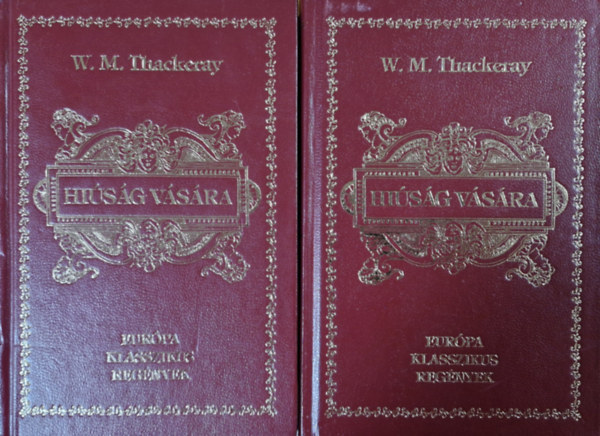 W. M. Thackeray
HIÚSÁG VÁSÁRA
EURÓPA
KLASSZIKUS
REGÉNYEK
W. M. Thackeray
HIÚSÁG VÁSÁRA
EURÓPA
KLASSZIKUS
REGÉNYEK